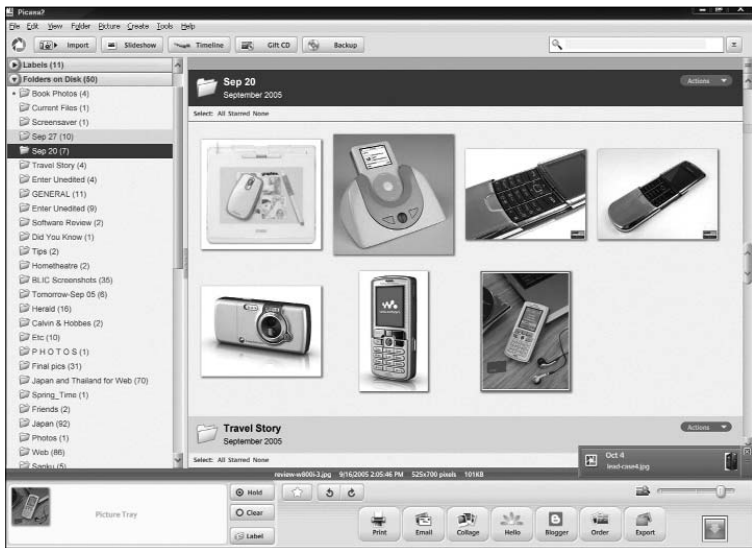 Picasa2
File Edit View Folder Picture Create Tools Help
Import Slideshow Timeline Gift CD Backup
Labels (11)
Folders on Disk (50)
Book Photos (4)
Current Files (1)
Screensaver (1)
Sep 27 (10)
Sep 20 (7)
Travel Story (4)
Enter Unedited (4)
GENERAL (11)
Enter Unedited (9)
Software Review (2)
Did You Know (1)
Tips (2)
Hometheatre (2)
BLIC Screenshots (35)
Tomorrow-Sep 05 (6)
Herald (16)
Calvin & Hobbes (2)
Etc (10)
P H O T O S (1)
Final pics (31)
Japan and Thailand for Web (70)
Spring_Time (1)
Friends (2)
Japan (92)
Photos (1)
Web (86)
Sep 20
September 2005
Actions
Select: All Starred None
Travel Story
September 2005
Actions
Select: All Starred None
Oct 4
lead-case4.jpg
review-w800i-3.jpg 9/16/2005 2:05:46 PM 525x700 pixels 101KB
Picture Tray
Hold
Clear
Label
Print Email Collage Hello Blogger Order Export